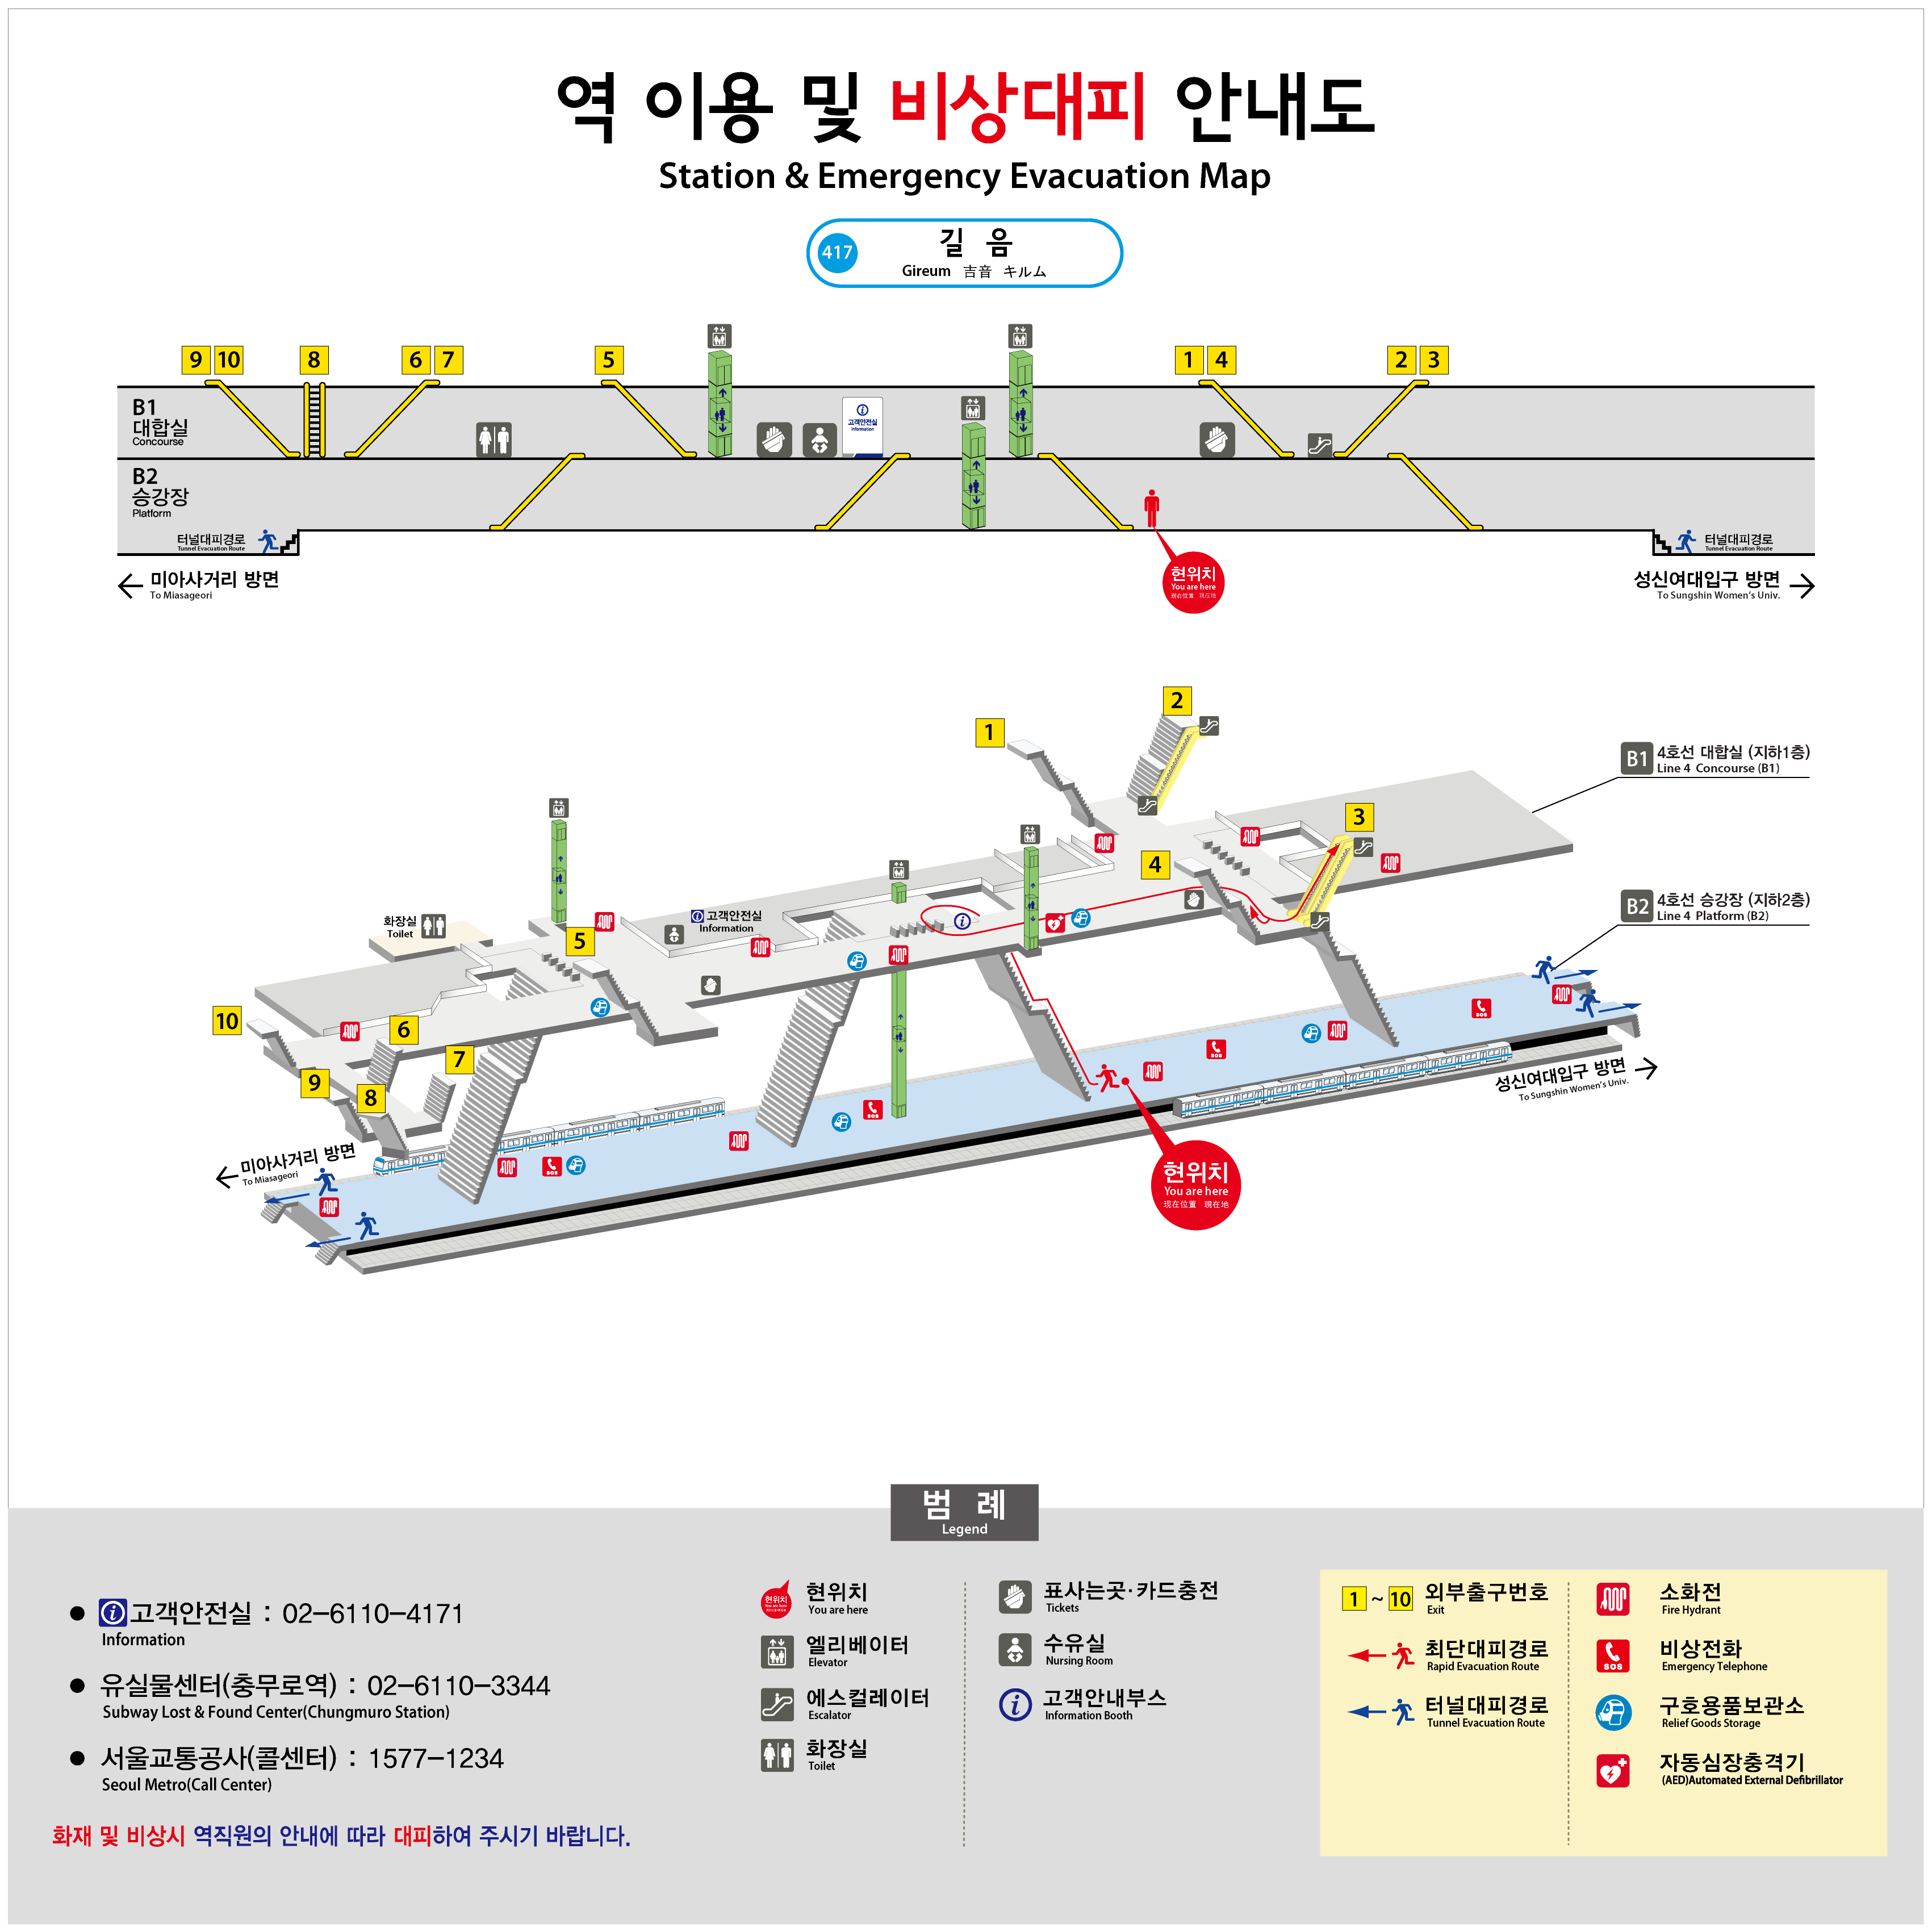 역 이용 및 비상대피 안내도
Station & Emergency Evacuation Map
417
길 음
Gireum 吉音 キルム
9 10
8
6 7
5
1 4
2 3
B1
대합실
Concourse
고객안전실
Information
B2
승강장
Platform
터널대피경로
Tunnel Evacuation Route
터널대피경로
Tunnel Evacuation Route
미아사거리 방면
To Miasageori
현위치
You are here
现在位置 現在地
성신여대입구 방면
To Sungshin Women's Univ.
2
1
B1
4호선 대합실 (지하1층)
Line 4 Concourse (B1)
3
4
B2
4호선 승강장 (지하2층)
Line 4 Platform (B2)
화장실
Toilet
고객안전실
Information
5
10
6
7
9
8
SOS
SOS
SOS
SOS
성신여대입구 방면
To Sungshin Women's Univ.
미아사거리 방면
To Miasageori
현위치
You are here
现在位置 現在地
범 례
Legend
● 고객안전실 : 02-6110-4171
Information
● 유실물센터(충무로역) : 02-6110-3344
Subway Lost & Found Center(Chungmuro Station)
● 서울교통공사(콜센터) : 1577-1234
Seoul Metro(Call Center)
화재 및 비상시 역직원의 안내에 따라 대피하여 주시기 바랍니다.
현위치
현위치
You are here
엘리베이터
Elevator
에스컬레이터
Escalator
화장실
Toilet
표사는곳·카드충전
Tickets
수유실
Nursing Room
고객안내부스
Information Booth
1 ~ 10 외부출구번호
Exit
최단대피경로
Rapid Evacuation Route
터널대피경로
Tunnel Evacuation Route
소화전
Fire Hydrant
SOS
비상전화
Emergency Telephone
구호용품보관소
Relief Goods Storage
자동심장충격기
(AED)Automated External Defibrillator